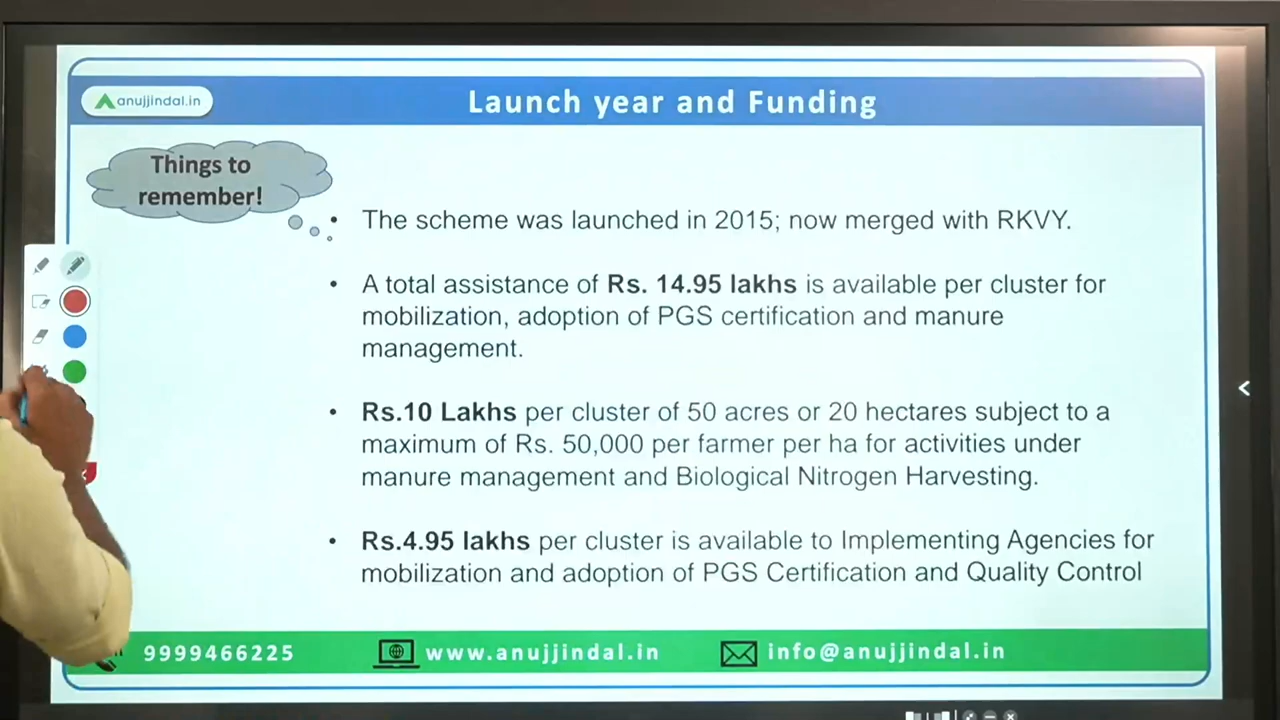 anujjindal.in
Launch year and Funding
Things to
remember!
• The scheme was launched in 2015; now merged with RKVY.
• A total assistance of Rs. 14.95 lakhs is available per cluster for
mobilization, adoption of PGS certification and manure
management.
• Rs.10 Lakhs per cluster of 50 acres or 20 hectares subject to a
maximum of Rs. 50,000 per farmer per ha for activities under
manure management and Biological Nitrogen Harvesting.
• Rs.4.95 lakhs per cluster is available to Implementing Agencies for
mobilization and adoption of PGS Certification and Quality Control
9999466225
www.anujjindal.in
info@anujjindal.in